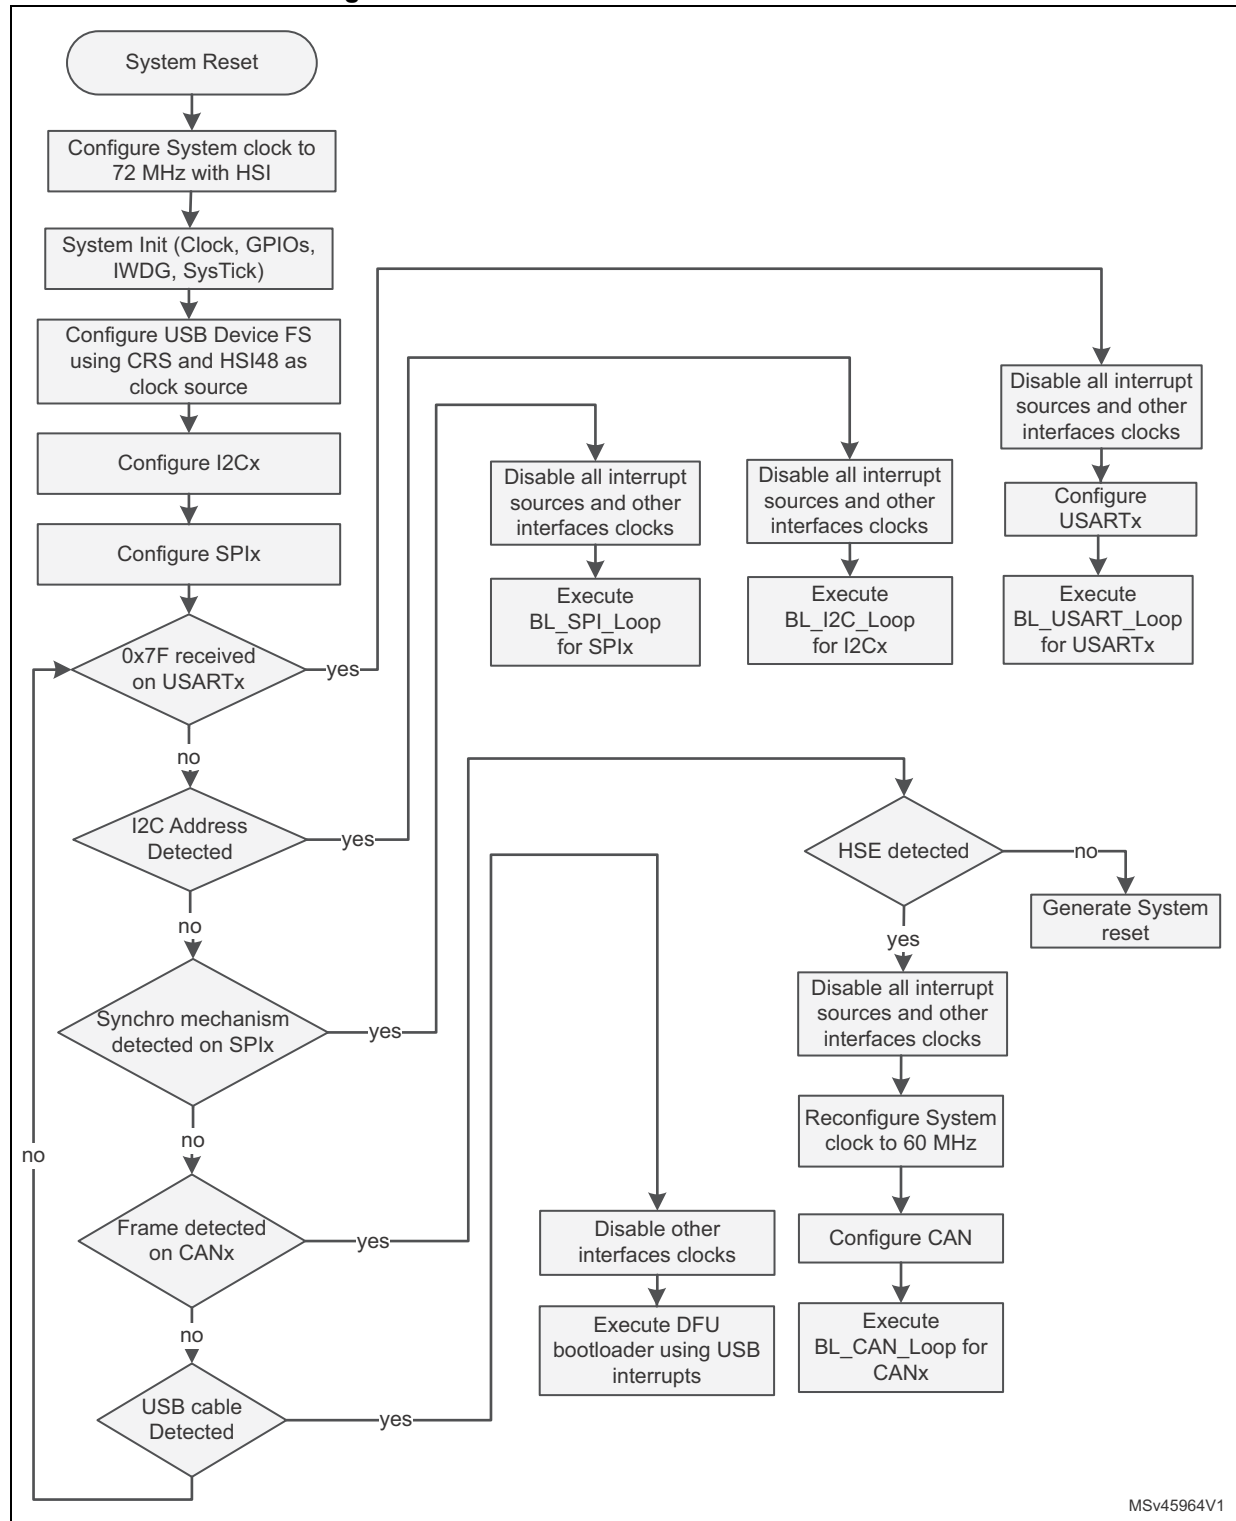 System Reset
Configure System clock to
72 MHz with HSI
System Init (Clock, GPIOs,
IWDG, SysTick)
Configure USB Device FS
using CRS and HSI48 as
clock source
Configure I2Cx
Configure SPIx
0x7F received
on USARTx
yes
no
I2C Address
Detected
yes
no
Synchro mechanism
detected on SPIx
yes
no
Frame detected
on CANx
yes
no
USB cable
Detected
yes
no
Disable all interrupt
sources and other
interfaces clocks
Execute
BL_SPI_Loop
for SPIx
Disable all interrupt
sources and other
interfaces clocks
Execute
BL_I2C_Loop
for I2Cx
Disable all interrupt
sources and other
interfaces clocks
Configure
USARTx
Execute
BL_USART_Loop
for USARTx
HSE detected
no
Generate System
reset
yes
Disable all interrupt
sources and other
interfaces clocks
Reconfigure System
clock to 60 MHz
Configure CAN
Execute
BL_CAN_Loop for
CANx
Disable other
interfaces clocks
Execute DFU
bootloader using USB
interrupts
MSv45964V1